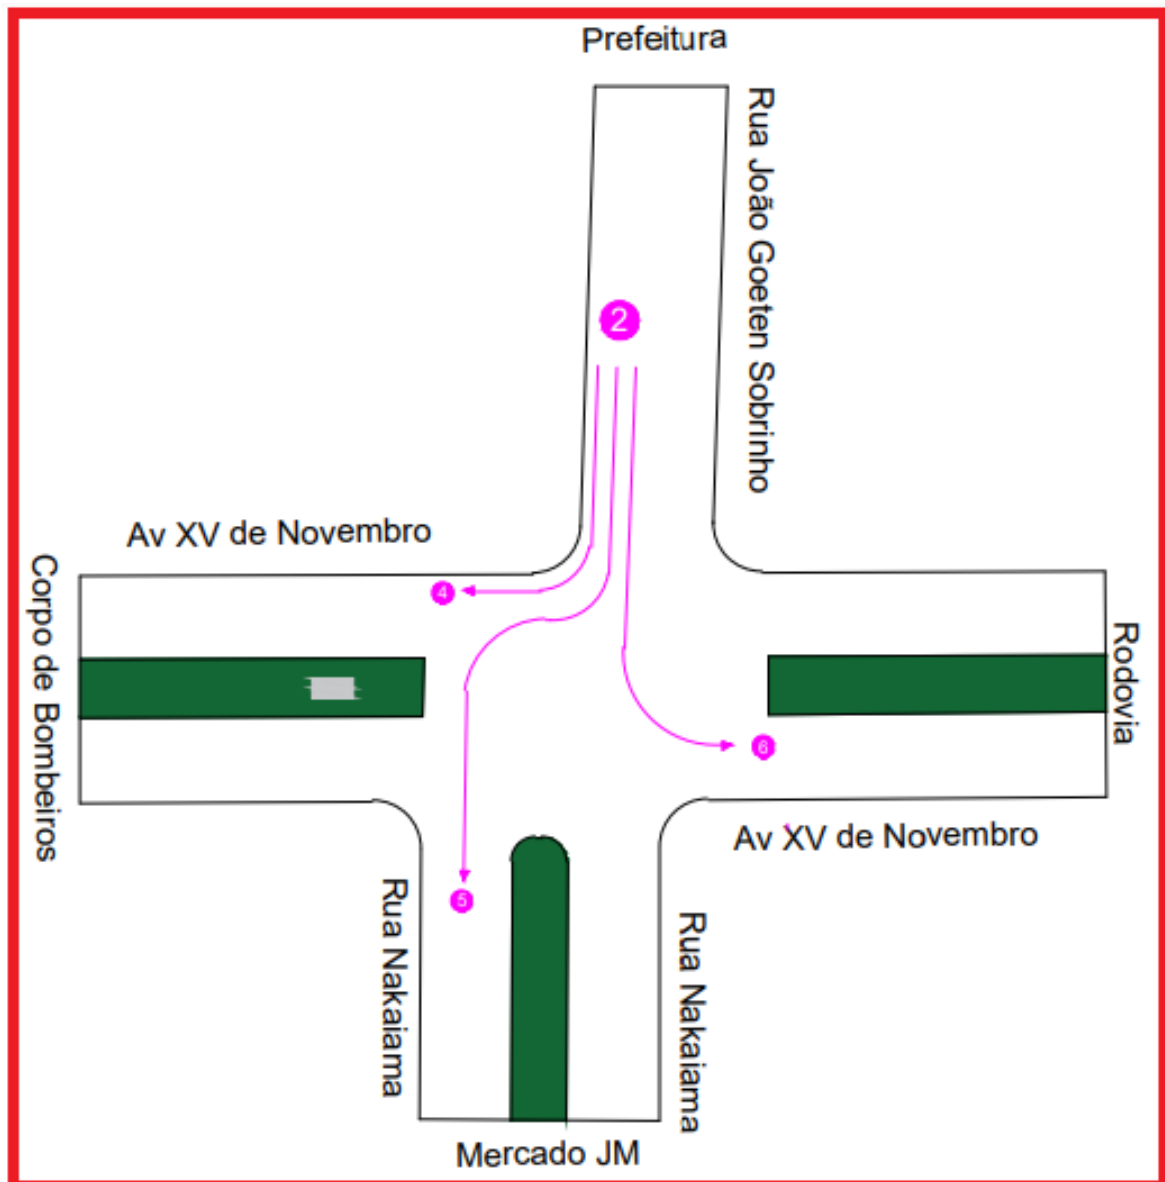 Prefeitura
Rua João Goeten Sobrinho
2
Av XV de Novembro
4
Corpo de Bombeiros
Rodovia
6
Av XV de Novembro
5
Rua Nakaiama
Rua Nakaiama
Mercado JM